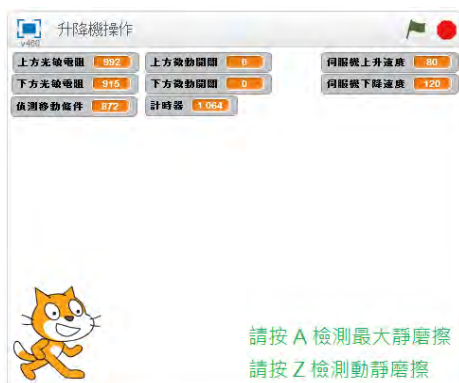 升降機操作
v460
上方光敏電阻 992 上方微動開關 0 伺服機上升速度 80
下方光敏電阻 915 下方微動開關 0 伺服機下降速度 120
偵測移動條件 872 計時器 1.064
請按 A 檢測最大靜磨擦
請按 Z 檢測動靜磨擦